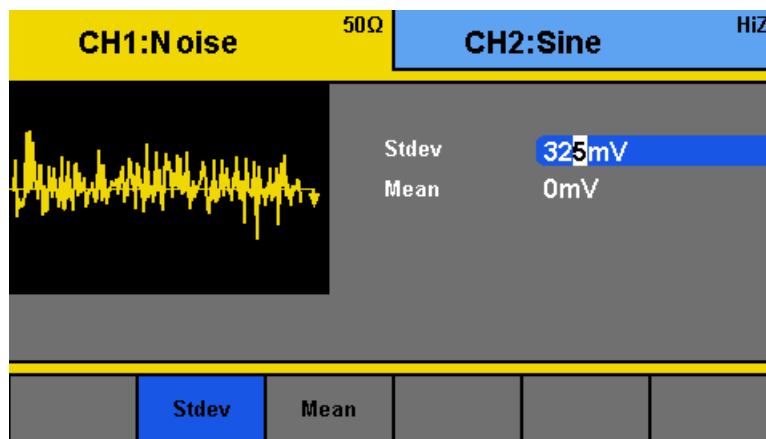 CH1:Noise 50Ω CH2:Sine HiZ
Stdev 325mV
Mean 0mV
Stdev Mean